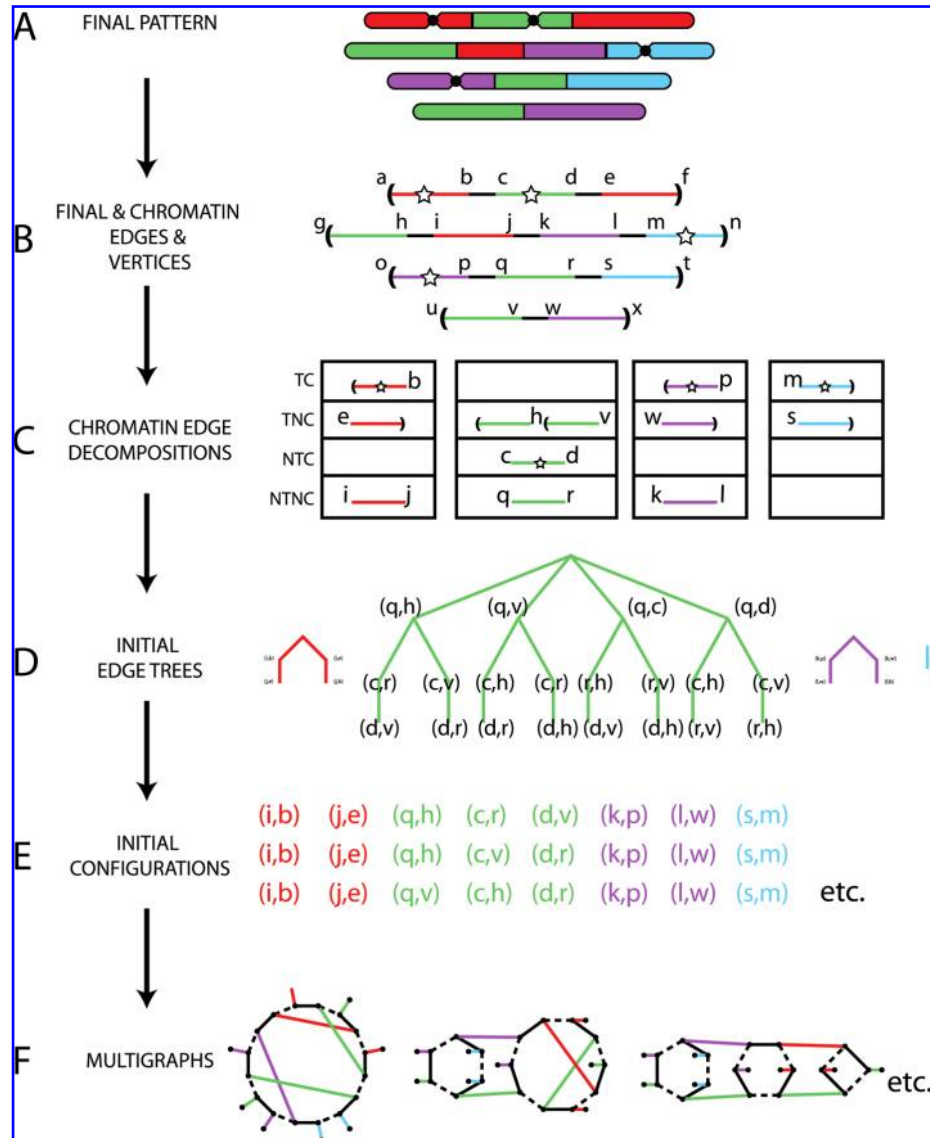 A
FINAL PATTERN
B
FINAL & CHROMATIN
EDGES &
VERTICES
a b c d e f
g h i j k l m n
o p q r s t
u v w x
C
CHROMATIN EDGE
DECOMPOSITIONS
TC b p m
TNC e h v w s
NTC c d
NTNC i j q r k l
D
INITIAL
EDGE TREES
(q,h) (q,v) (q,c) (q,d)
(c,r) (c,v) (c,h) (c,r) (r,h) (r,v) (c,h) (c,v)
(d,v) (d,r) (d,r) (d,h) (d,v) (d,h) (r,v) (r,h)
E
INITIAL
CONFIGURATIONS
(i,b) (j,e) (q,h) (c,r) (d,v) (k,p) (l,w) (s,m)
(i,b) (j,e) (q,h) (c,v) (d,r) (k,p) (l,w) (s,m)
(i,b) (j,e) (q,v) (c,h) (d,r) (k,p) (l,w) (s,m) etc.
F
MULTIGRAPHS
etc.